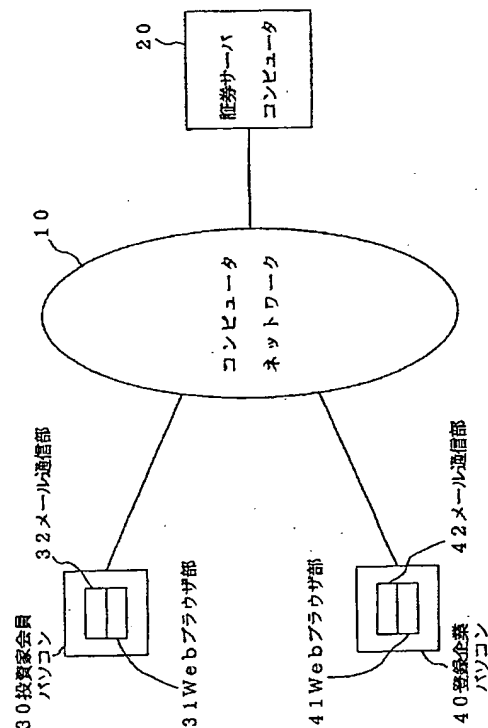 30投資家会員
パソコン
32メール通信部
31Webブラウザ部
10
コンピュータ
ネットワーク
20
証券サーバ
コンピュータ
41Webブラウザ部
42メール通信部
40登録企業
パソコン